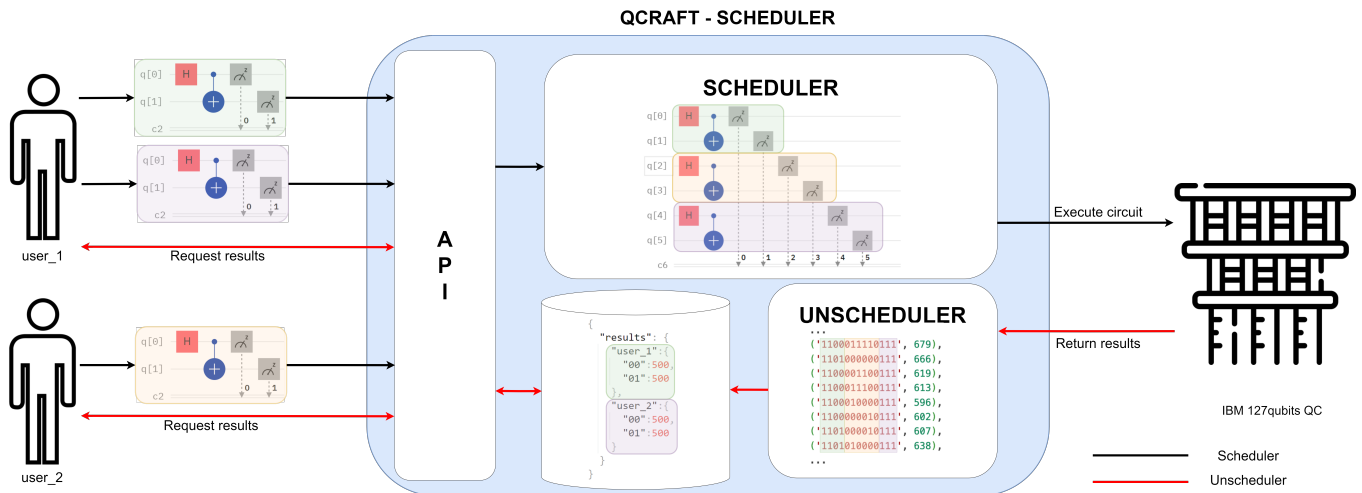 QCRAFT - SCHEDULER
q[0] H z
q[1] z
c2 0 1
q[0] H z
q[1] z
c2 0 1
user_1
Request results
q[0] H z
q[1] z
c2 0 1
Request results
user_2
A
P
I
SCHEDULER
q[0] H z
q[1] z
q[2] H z
q[3] z
q[4] H z
q[5] z
c6 0 1 2 3 4 5
Execute circuit
Return results
IBM 127qubits QC
{
"results": {
"user_1":{
"00":500,
"01":500
},
"user_2":{
"00":500,
"01":500
}
}
}
UNSCHEDULER
...
('1100011110111', 679),
('1101000000111', 666),
('1100001100111', 619),
('1100011100111', 613),
('1100010000111', 596),
('1100000010111', 602),
('1101000010111', 607),
('1101010000111', 638),
...
Scheduler
Unscheduler